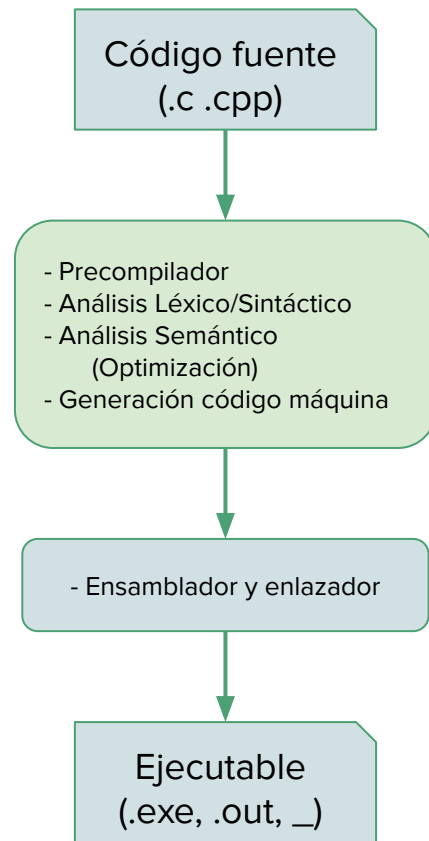 Código fuente
(.c .cpp)
- Precompilador
- Análisis Léxico/Sintáctico
- Análisis Semántico
(Optimización)
- Generación código máquina
- Ensamblador y enlazador
Ejecutable
(.exe, .out, _)